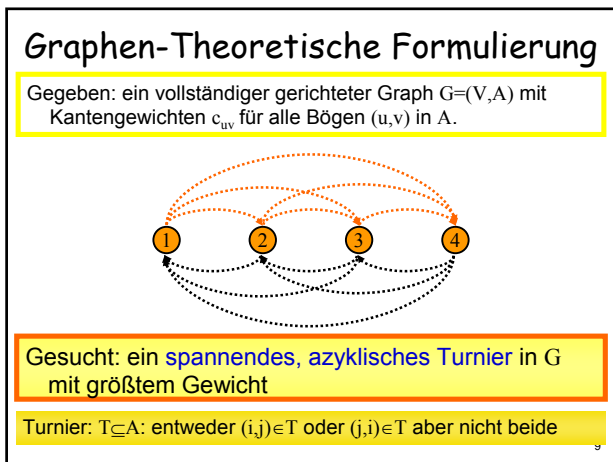 Graphen-Theoretische Formulierung
Gegeben: ein vollständiger gerichteter Graph G=(V,A) mit
Kantengewichten c_uv für alle Bögen (u,v) in A.
1 2 3 4
Gesucht: ein spannendes, azyklisches Turnier in G
mit größtem Gewicht
Turnier: T⊆A: entweder (i,j)∈T oder (j,i)∈T aber nicht beide
9